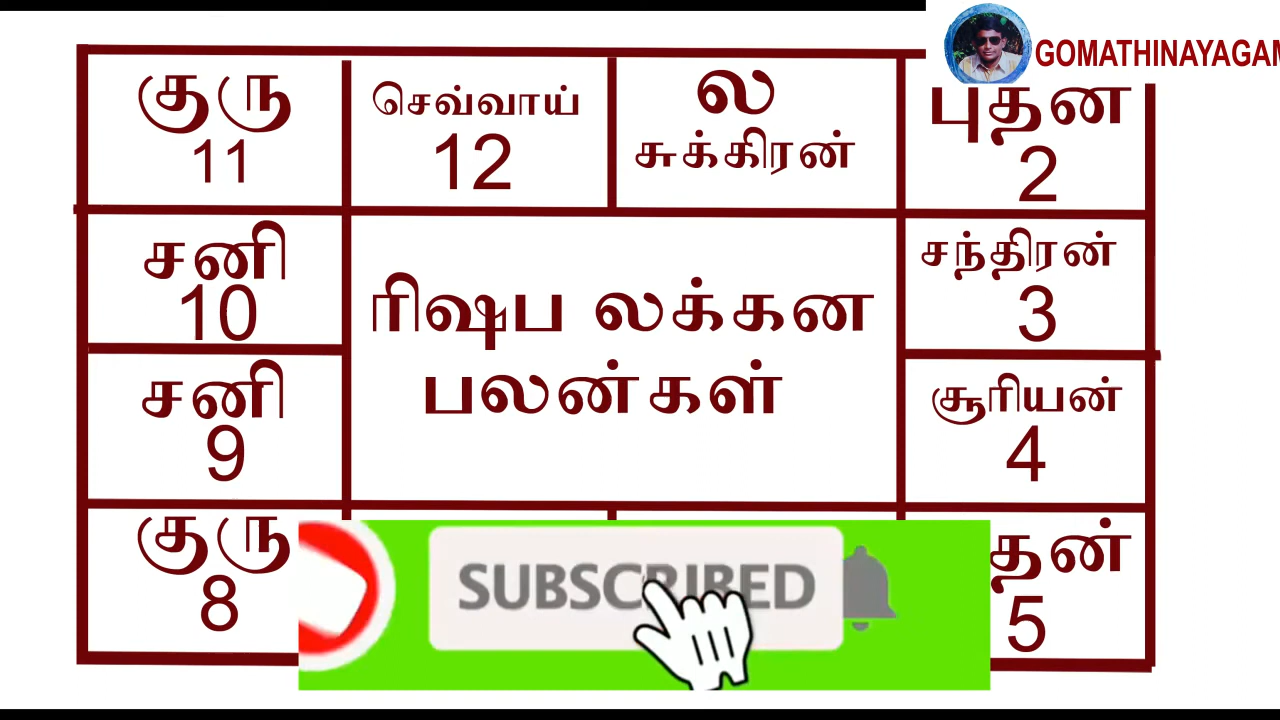 GOMATHINAYAGAM
குரு
11
செவ்வாய்
12
ல
சுக்கிரன்
புதன
2
சனி
10
சந்திரன்
3
ரிஷப லக்கன
பலன்கள்
சனி
9
சூரியன்
4
குரு
8
SUBSCRIBED
தன்
5